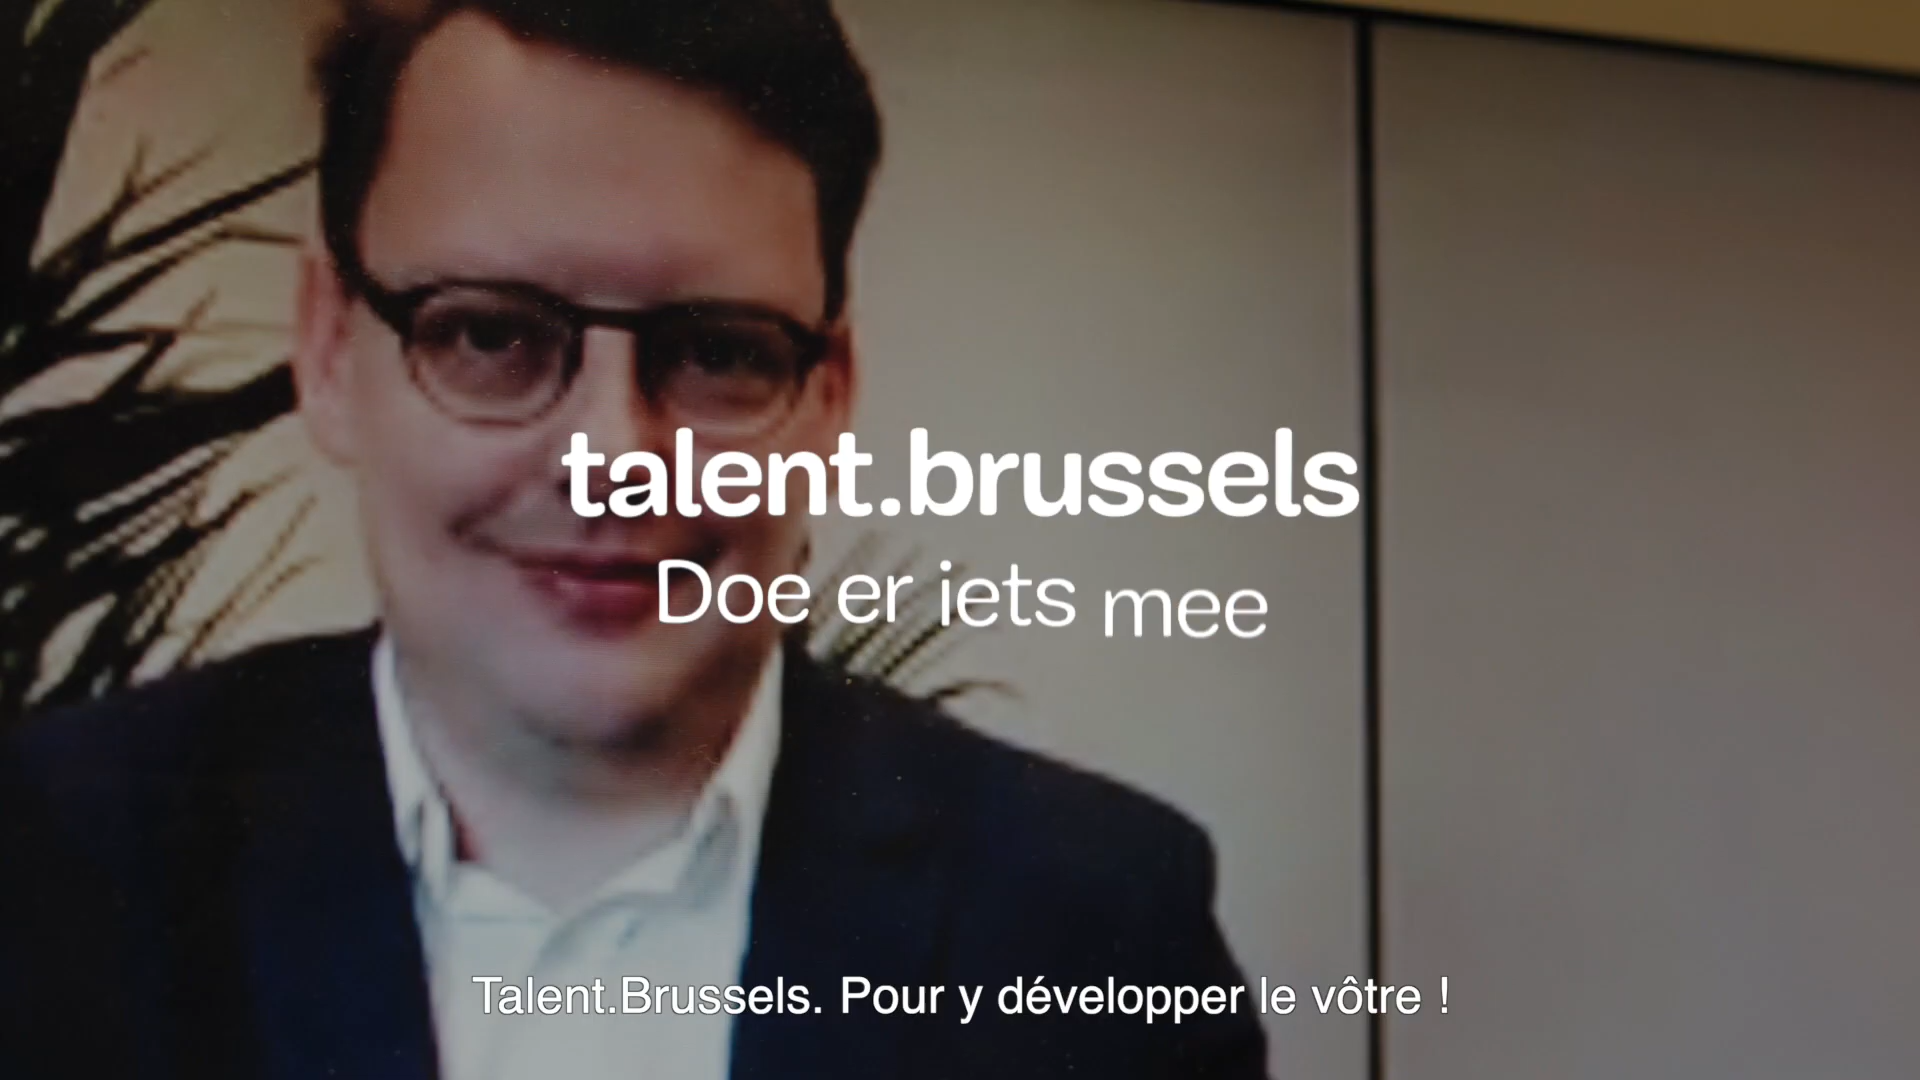 talent.brussels
Doe er iets mee
Talent.Brussels. Pour y développer le vôtre !